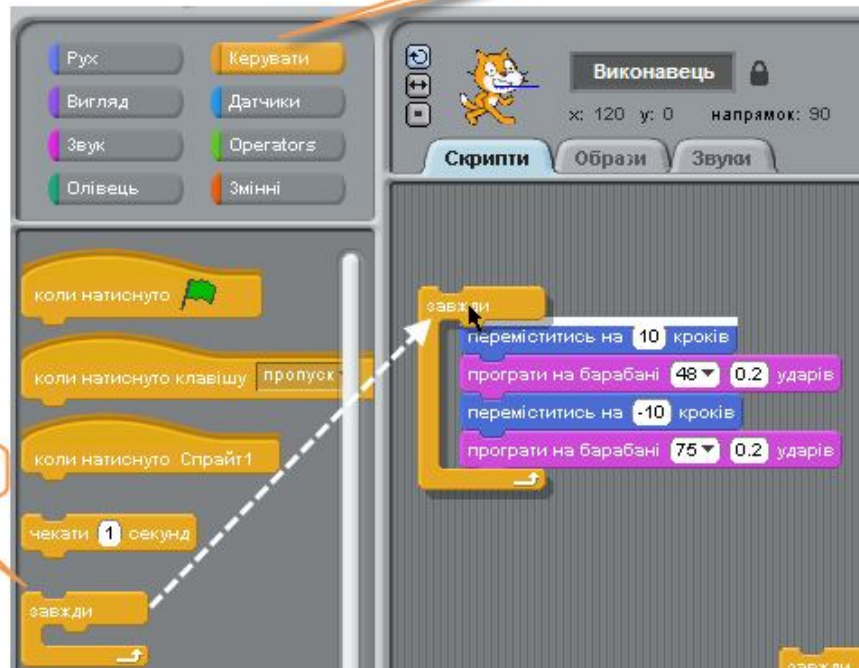 Рух Керувати
Вигляд Датчики
Звук Operators
Олівець Змінні
Виконавець
x: 120 y: 0 напрямок: 90
Скрипти Образи Звуки
коли натиснуто
коли натиснуто клавішу пропуск
коли натиснуто Спрайт1
чекати 1 секунд
завжди
завжди
переміститись на 10 кроків
програти на барабані 48 0.2 ударів
переміститись на -10 кроків
програти на барабані 75 0.2 ударів
завжди